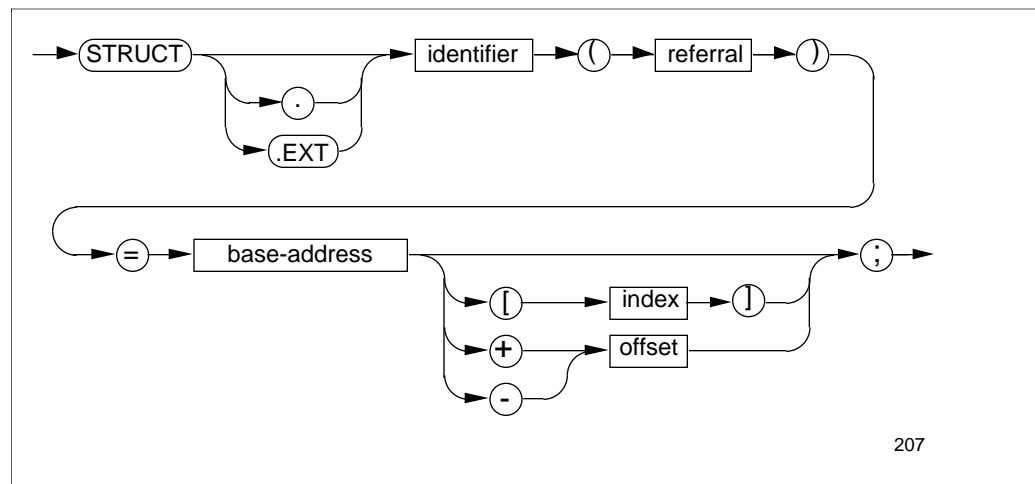 STRUCT identifier ( referral )
.
.EXT
= base-address ;
[ index ]
+ offset
-
207